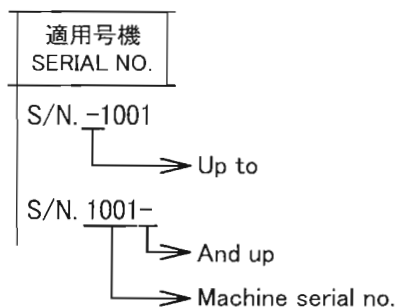 適用号機
SERIAL NO.
S/N. -1001
Up to
S/N. 1001-
And up
Machine serial no.